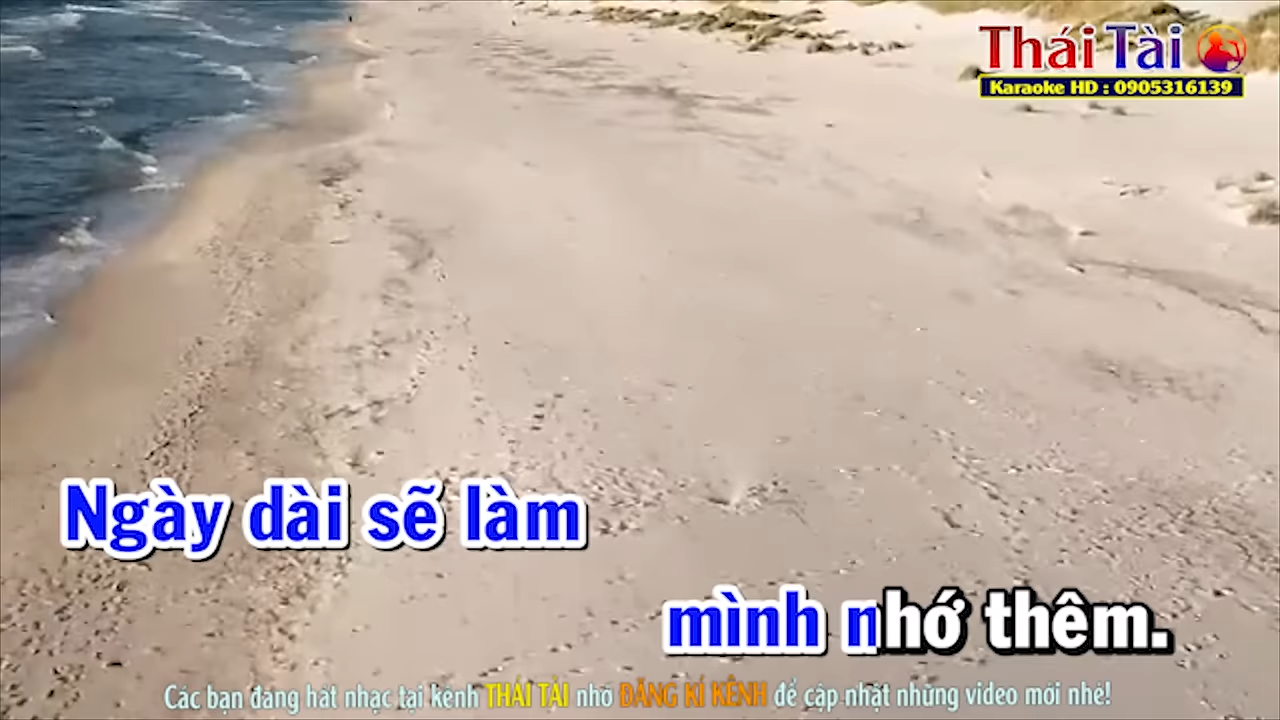 Thái Tài
Karaoke HD : 0905316139
Ngày dài sẽ làm
mình nhớ thêm.
Các bạn đang hát nhạc tại kênh THÁI TÀI nhớ ĐĂNG KÍ KÊNH để cập nhật những video mới nhé!